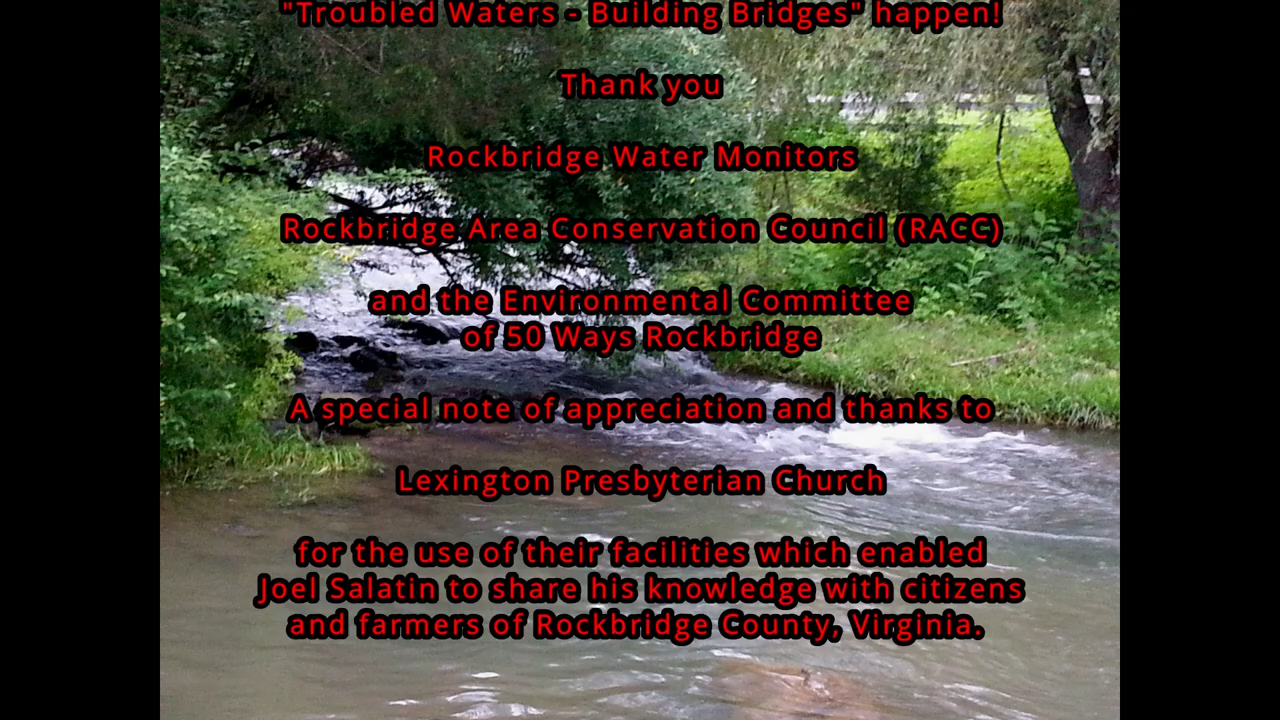 "Troubled Waters - Building Bridges" happen!
Thank you
Rockbridge Water Monitors
Rockbridge Area Conservation Council (RACC)
and the Environmental Committee
of 50 Ways Rockbridge
A special note of appreciation and thanks to
Lexington Presbyterian Church
for the use of their facilities which enabled
Joel Salatin to share his knowledge with citizens
and farmers of Rockbridge County, Virginia.